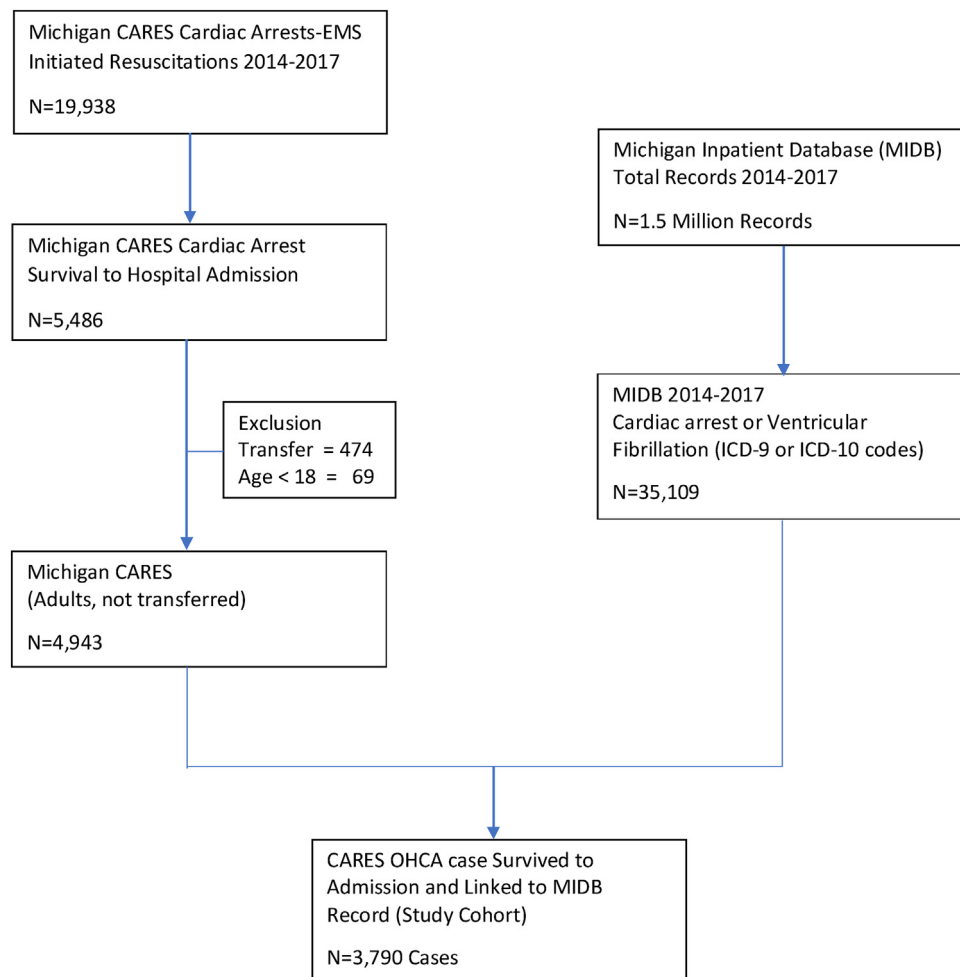 Michigan CARES Cardiac Arrests-EMS
Initiated Resuscitations 2014-2017
N=19,938
Michigan Inpatient Database (MIDB)
Total Records 2014-2017
N=1.5 Million Records
Michigan CARES Cardiac Arrest
Survival to Hospital Admission
N=5,486
MIDB 2014-2017
Cardiac arrest or Ventricular
Fibrillation (ICD-9 or ICD-10 codes)
N=35,109
Exclusion
Transfer = 474
Age < 18 = 69
Michigan CARES
(Adults, not transferred)
N=4,943
CARES OHCA case Survived to
Admission and Linked to MIDB
Record (Study Cohort)
N=3,790 Cases